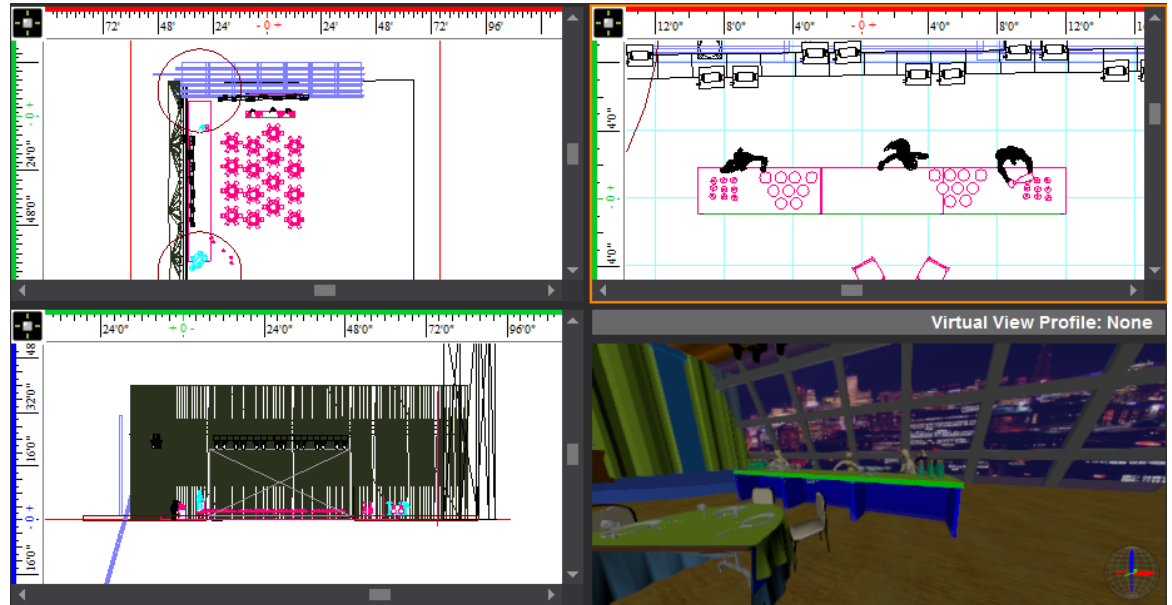 72' 48' 24' - 0 + 24' 48' 72' 96'
- 0 +
24'0"
48'0"
12'0" 8'0" 4'0" - 0 + 4'0" 8'0" 12'0"
4'0"
- 0 +
4'0"
24'0" + 0 - 24'0" 48'0" 72'0" 96'0"
48
32'0"
16'0"
- 0 +
16'0"
Virtual View Profile: None